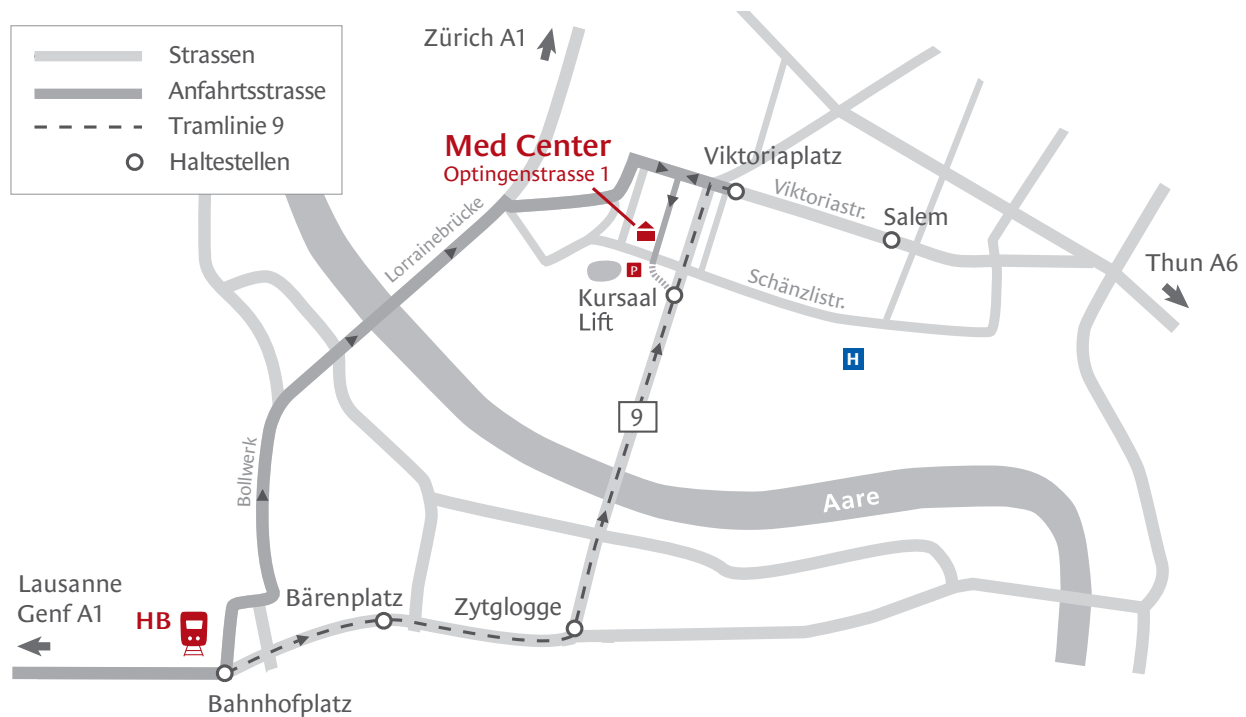 Strassen
Anfahrtsstrasse
Tramlinie 9
Haltestellen
Zürich A1
Med Center
Optingenstrasse 1
Viktoriaplatz
Viktoriastr.
Salem
Lorrainebrücke
Thun A6
P
Kursaal
Lift
Schänzlistr.
H
9
Bollwerk
Aare
Lausanne
Genf A1
HB
Bärenplatz
Zytglogge
Bahnhofplatz